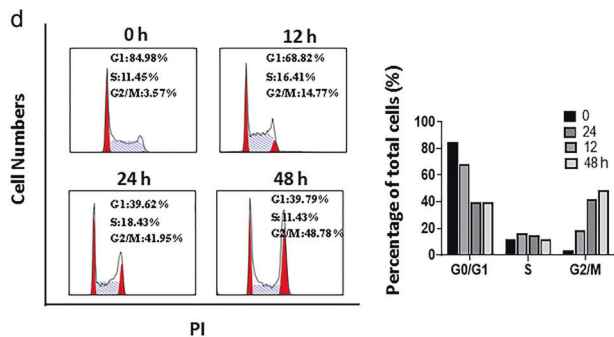 d
0 h
G1:84.98%
S:11.45%
G2/M:3.57%
12 h
G1:68.82%
S:16.41%
G2/M:14.77%
24 h
G1:39.62%
S:18.43%
G2/M:41.95%
48 h
G1:39.79%
S:11.43%
G2/M:48.78%
Cell Numbers
PI
Percentage of total cells (%)
100
80
60
40
20
0
G0/G1
S
G2/M
0
24
12
48 h